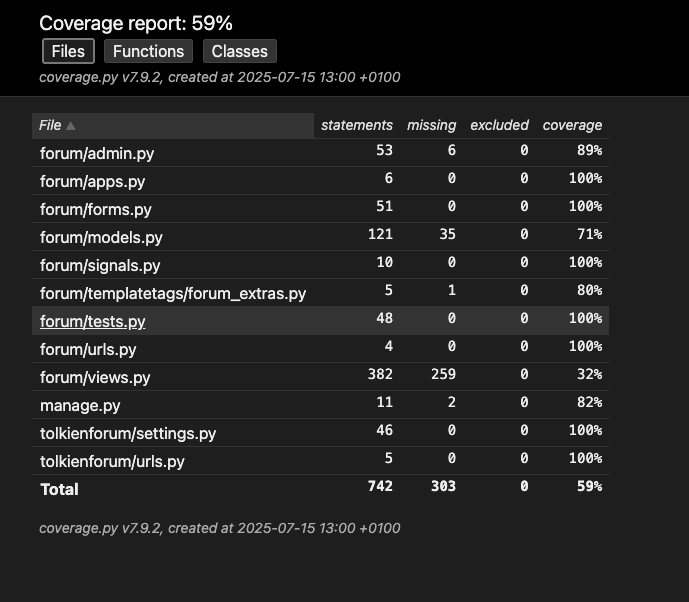 Coverage report: 59%
Files Functions Classes
coverage.py v7.9.2, created at 2025-07-15 13:00 +0100
File ▲ statements missing excluded coverage
forum/admin.py 53 6 0 89%
forum/apps.py 6 0 0 100%
forum/forms.py 51 0 0 100%
forum/models.py 121 35 0 71%
forum/signals.py 10 0 0 100%
forum/templatetags/forum_extras.py 5 1 0 80%
forum/tests.py 48 0 0 100%
forum/urls.py 4 0 0 100%
forum/views.py 382 259 0 32%
manage.py 11 2 0 82%
tolkienforum/settings.py 46 0 0 100%
tolkienforum/urls.py 5 0 0 100%
Total 742 303 0 59%
coverage.py v7.9.2, created at 2025-07-15 13:00 +0100